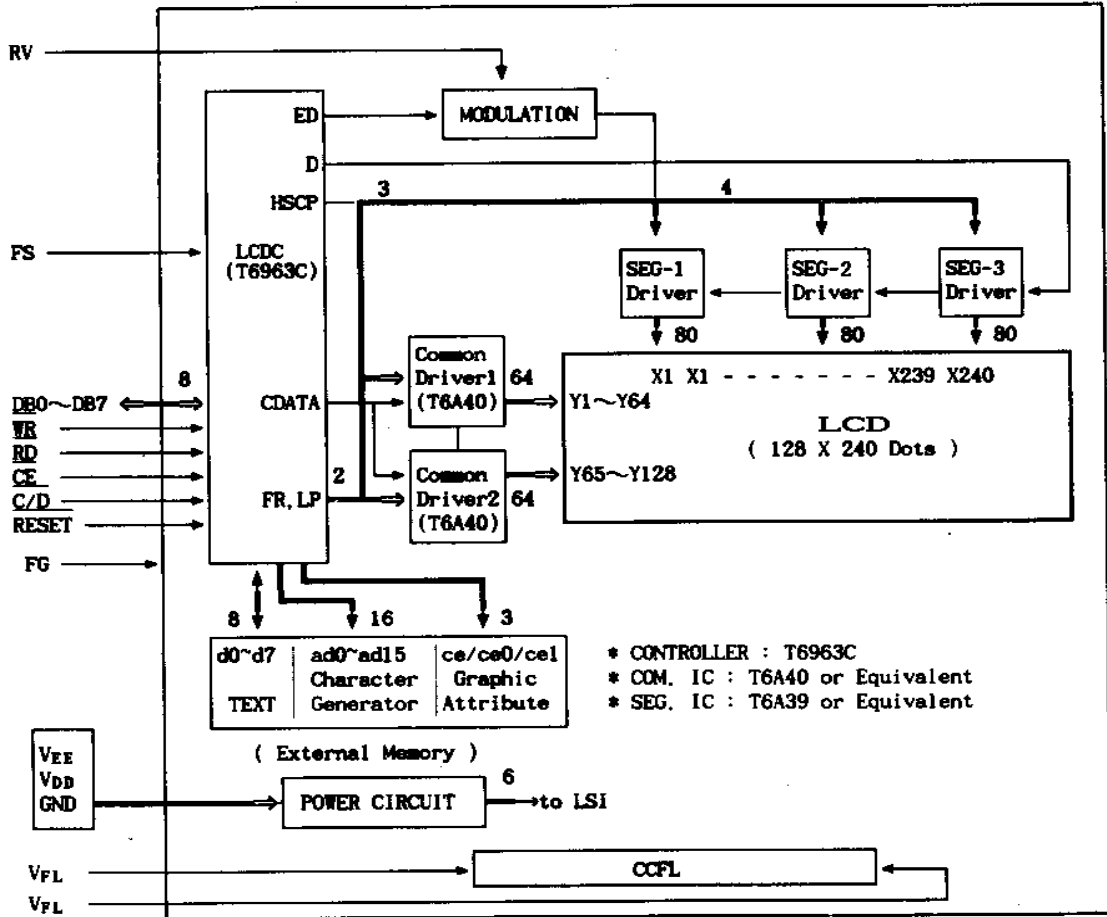 RV
ED
MODULATION
D
HSCP
3
4
FS
LCDC
(T6963C)
SEG-1
Driver
SEG-2
Driver
SEG-3
Driver
80
80
80
Common
Driver1
(T6A40)
64
X1 X1 - - - - - - - X239 X240
8
DB0~DB7
CDATA
Y1~Y64
LCD
( 128 X 240 Dots )
WR
RD
CE
C/D
RESET
2
FR,LP
Common
Driver2
(T6A40)
64
Y65~Y128
FG
8
16
3
d0~d7
TEXT
ad0~ad15
Character
Generator
ce/ce0/ce1
Graphic
Attribute
* CONTROLLER : T6963C
* COM. IC : T6A40 or Equivalent
* SEG. IC : T6A39 or Equivalent
( External Memory )
VEE
VDD
GND
POWER CIRCUIT
6
to LSI
VFL
CCFL
VFL